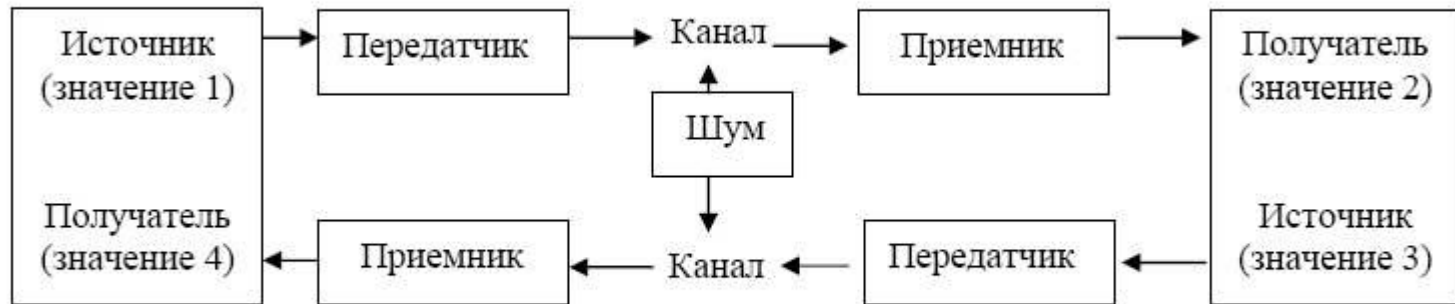 Источник
(значение 1)
Передатчик
Канал
Приемник
Получатель
(значение 2)
Шум
Получатель
(значение 4)
Приемник
Канал
Передатчик
Источник
(значение 3)